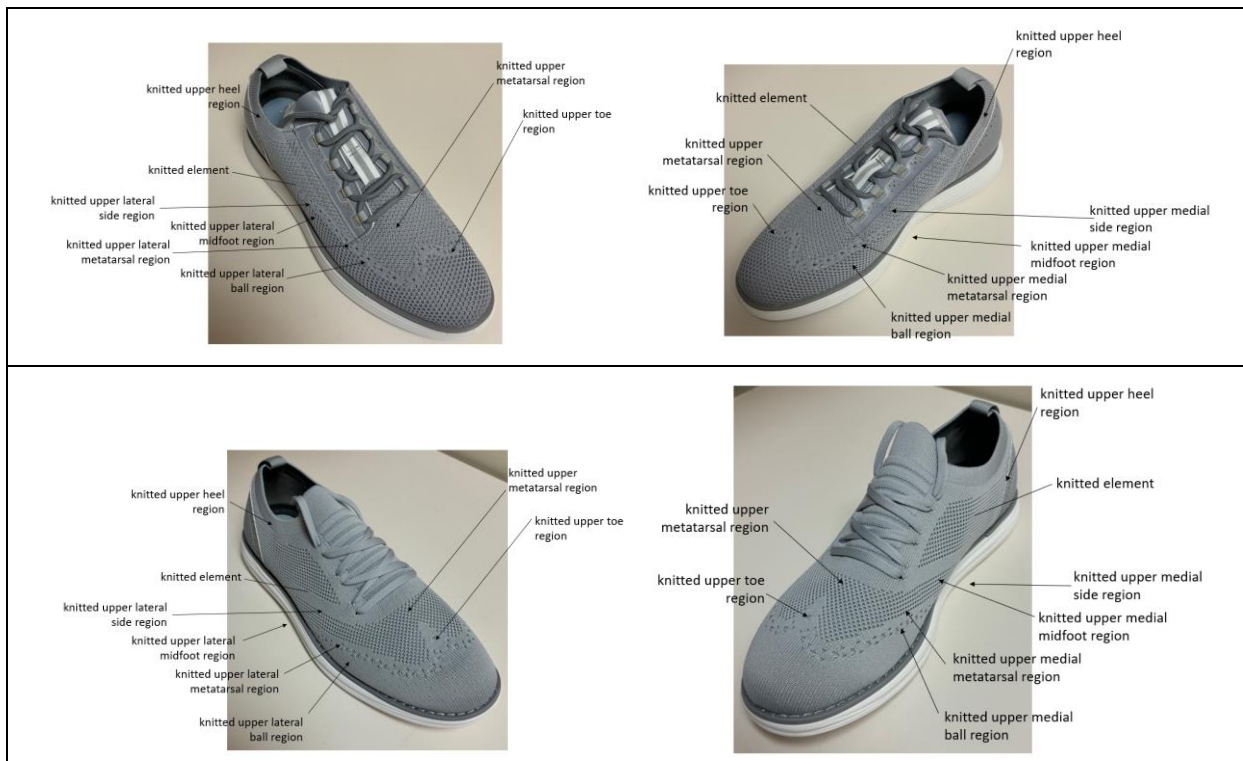 knitted upper heel
region
knitted element
knitted upper lateral
side region
knitted upper lateral
midfoot region
knitted upper lateral
metatarsal region
knitted upper lateral
ball region
knitted upper
metatarsal region
knitted upper toe
region
knitted upper heel
region
knitted element
knitted upper
metatarsal region
knitted upper toe
region
knitted upper medial
side region
knitted upper medial
midfoot region
knitted upper medial
metatarsal region
knitted upper medial
ball region
knitted upper heel
region
knitted element
knitted upper lateral
side region
knitted upper lateral
midfoot region
knitted upper lateral
metatarsal region
knitted upper lateral
ball region
knitted upper
metatarsal region
knitted upper toe
region
knitted upper heel
region
knitted element
knitted upper
metatarsal region
knitted upper toe
region
knitted upper medial
side region
knitted upper medial
midfoot region
knitted upper medial
metatarsal region
knitted upper medial
ball region